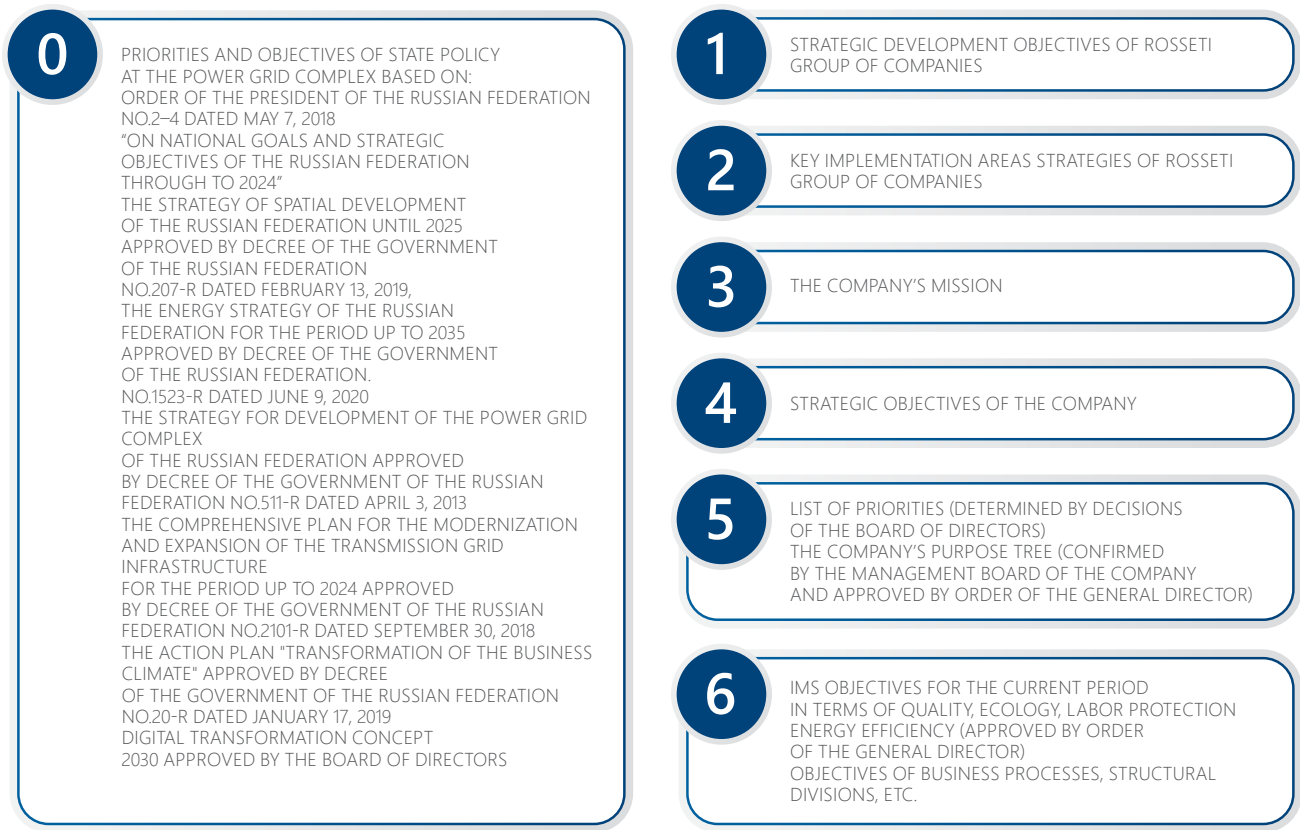 0
PRIORITIES AND OBJECTIVES OF STATE POLICY
AT THE POWER GRID COMPLEX BASED ON:
ORDER OF THE PRESIDENT OF THE RUSSIAN FEDERATION
NO.2–4 DATED MAY 7, 2018
“ON NATIONAL GOALS AND STRATEGIC
OBJECTIVES OF THE RUSSIAN FEDERATION
THROUGH TO 2024”
THE STRATEGY OF SPATIAL DEVELOPMENT
OF THE RUSSIAN FEDERATION UNTIL 2025
APPROVED BY DECREE OF THE GOVERNMENT
OF THE RUSSIAN FEDERATION
NO.207-R DATED FEBRUARY 13, 2019,
THE ENERGY STRATEGY OF THE RUSSIAN
FEDERATION FOR THE PERIOD UP TO 2035
APPROVED BY DECREE OF THE GOVERNMENT
OF THE RUSSIAN FEDERATION.
NO.1523-R DATED JUNE 9, 2020
THE STRATEGY FOR DEVELOPMENT OF THE POWER GRID
COMPLEX
OF THE RUSSIAN FEDERATION APPROVED
BY DECREE OF THE GOVERNMENT OF THE RUSSIAN
FEDERATION NO.511-R DATED APRIL 3, 2013
THE COMPREHENSIVE PLAN FOR THE MODERNIZATION
AND EXPANSION OF THE TRANSMISSION GRID
INFRASTRUCTURE
FOR THE PERIOD UP TO 2024 APPROVED
BY DECREE OF THE GOVERNMENT OF THE RUSSIAN
FEDERATION NO.2101-R DATED SEPTEMBER 30, 2018
THE ACTION PLAN "TRANSFORMATION OF THE BUSINESS
CLIMATE" APPROVED BY DECREE
OF THE GOVERNMENT OF THE RUSSIAN FEDERATION
NO.20-R DATED JANUARY 17, 2019
DIGITAL TRANSFORMATION CONCEPT
2030 APPROVED BY THE BOARD OF DIRECTORS
1
STRATEGIC DEVELOPMENT OBJECTIVES OF ROSSETI
GROUP OF COMPANIES
2
KEY IMPLEMENTATION AREAS STRATEGIES OF ROSSETI
GROUP OF COMPANIES
3
THE COMPANY’S MISSION
4
STRATEGIC OBJECTIVES OF THE COMPANY
5
LIST OF PRIORITIES (DETERMINED BY DECISIONS
OF THE BOARD OF DIRECTORS)
THE COMPANY’S PURPOSE TREE (CONFIRMED
BY THE MANAGEMENT BOARD OF THE COMPANY
AND APPROVED BY ORDER OF THE GENERAL DIRECTOR)
6
IMS OBJECTIVES FOR THE CURRENT PERIOD
IN TERMS OF QUALITY, ECOLOGY, LABOR PROTECTION
ENERGY EFFICIENCY (APPROVED BY ORDER
OF THE GENERAL DIRECTOR)
OBJECTIVES OF BUSINESS PROCESSES, STRUCTURAL
DIVISIONS, ETC.